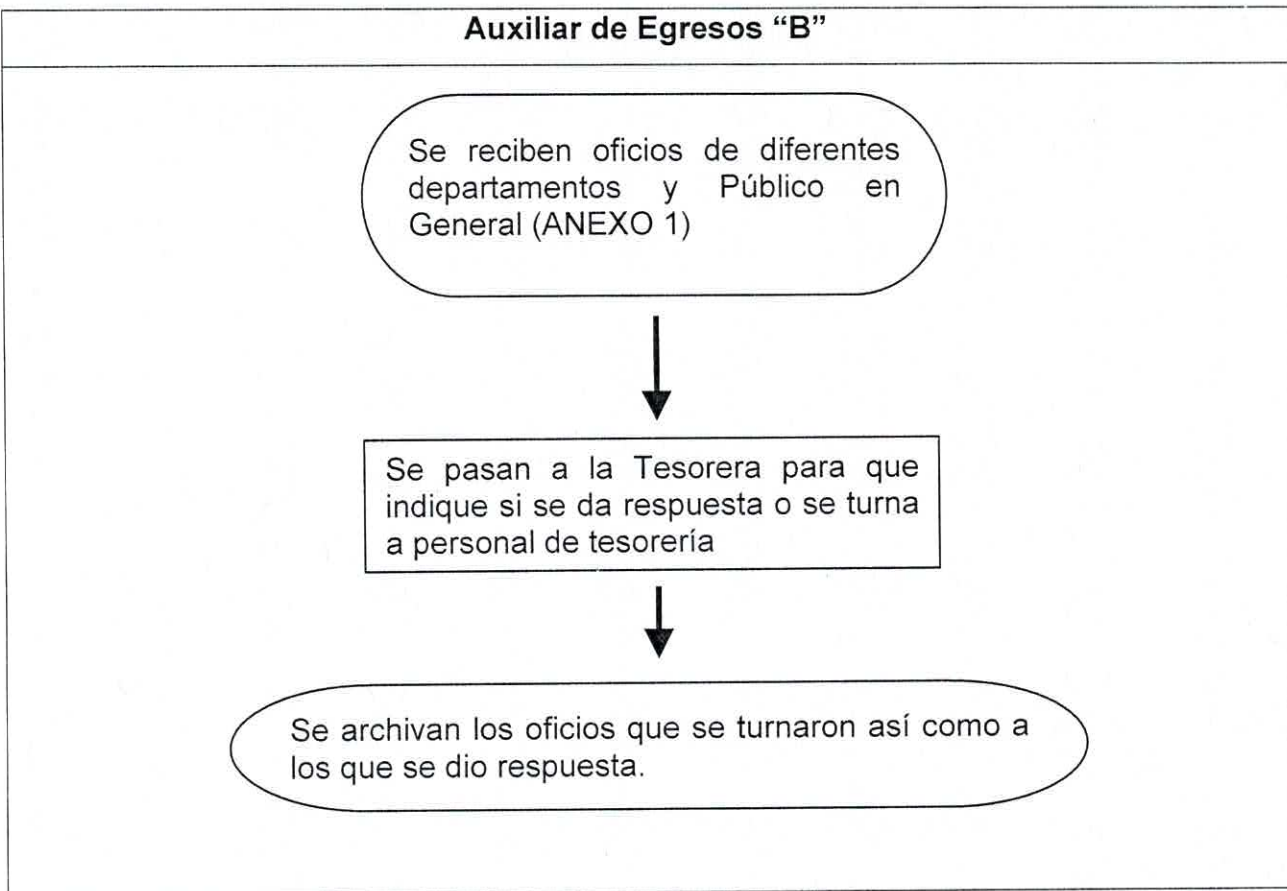 Auxiliar de Egresos “B”
Se reciben oficios de diferentes
departamentos y Público en
General (ANEXO 1)
Se pasan a la Tesorera para que
indique si se da respuesta o se turna
a personal de tesorería
Se archivan los oficios que se turnaron así como a
los que se dio respuesta.